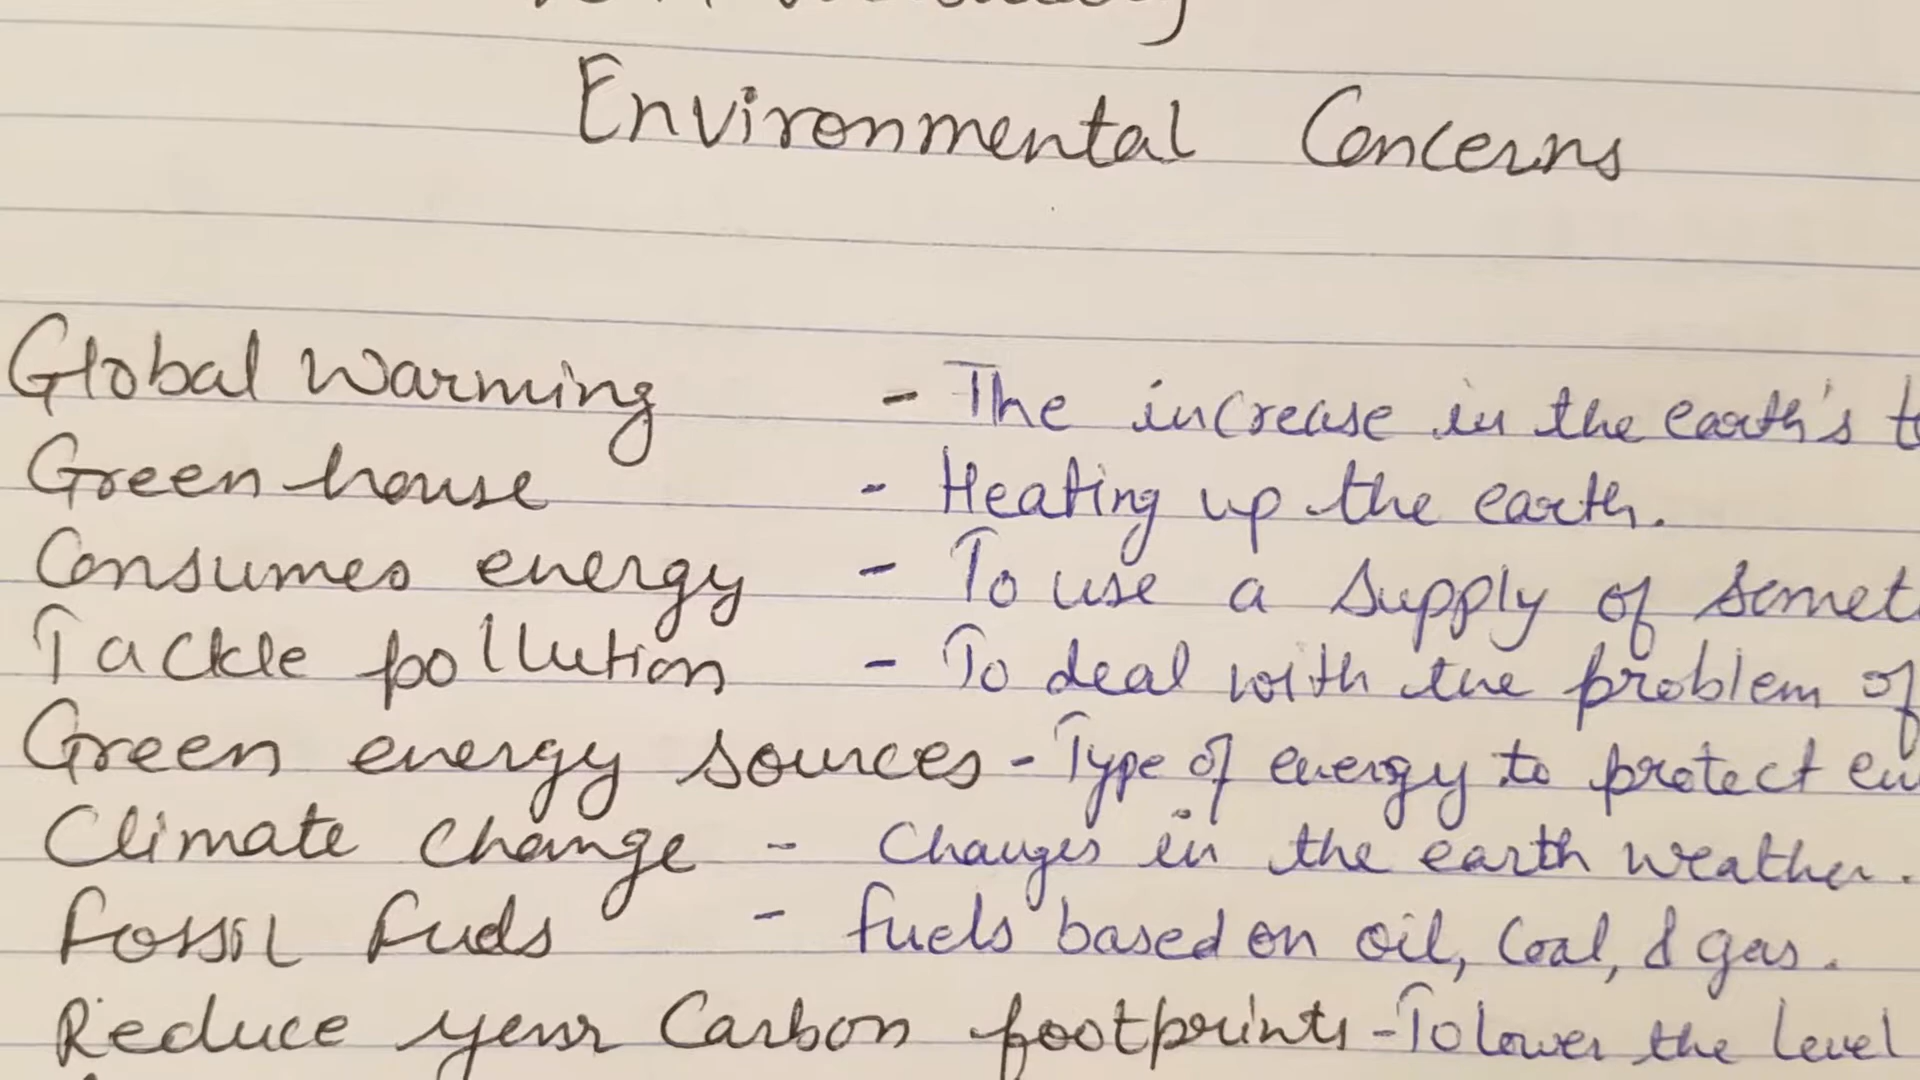 Environmental Concerns
Global Warming - The increase in the earth's
Green house - Heating up the earth.
Consumes energy - To use a supply of
Tackle pollution - To deal with the problem of
Green energy sources - Type of energy to protect
Climate change - Changes in the earth weather.
Fossil fuels - fuels based on oil, coal, & gas.
Reduce your Carbon footprints - To lower the level